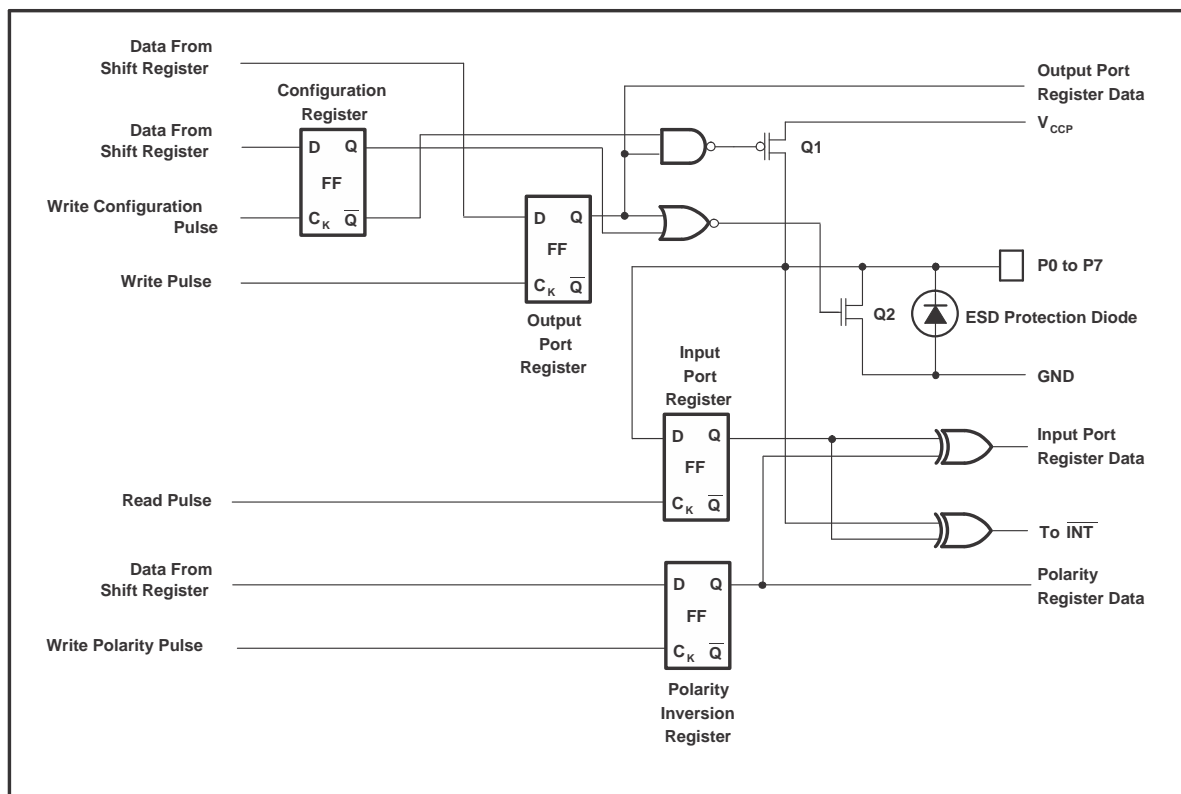 Data From
Shift Register
Configuration
Register
Data From
Shift Register
D
Q
FF
C K
Q
Write Configuration
Pulse
Write Pulse
D
Q
FF
C K
Q
Output
Port
Register
Output Port
Register Data
V CCP
Q1
P0 to P7
Q2
ESD Protection Diode
GND
Input
Port
Register
D
Q
FF
C K
Q
Read Pulse
Input Port
Register Data
To INT
Data From
Shift Register
D
Q
FF
C K
Q
Write Polarity Pulse
Polarity
Register Data
Polarity
Inversion
Register